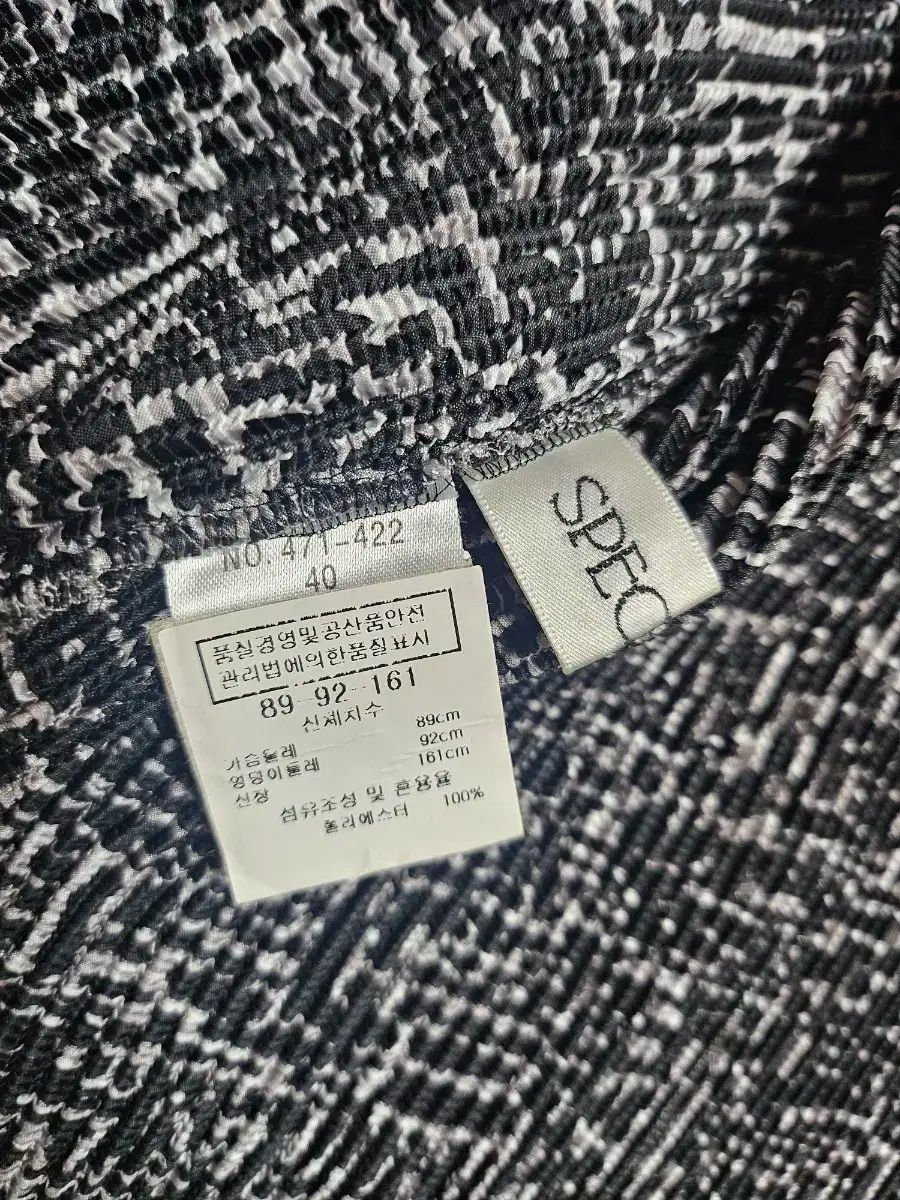 NO. 471-422
40
품질경영및공산품안전
관리법에의한품질표시
89-92-161
신체치수
가슴둘레 89cm
엉덩이둘레 92cm
신장 161cm
섬유조성 및 혼용율
폴리에스터 100%
SPEC